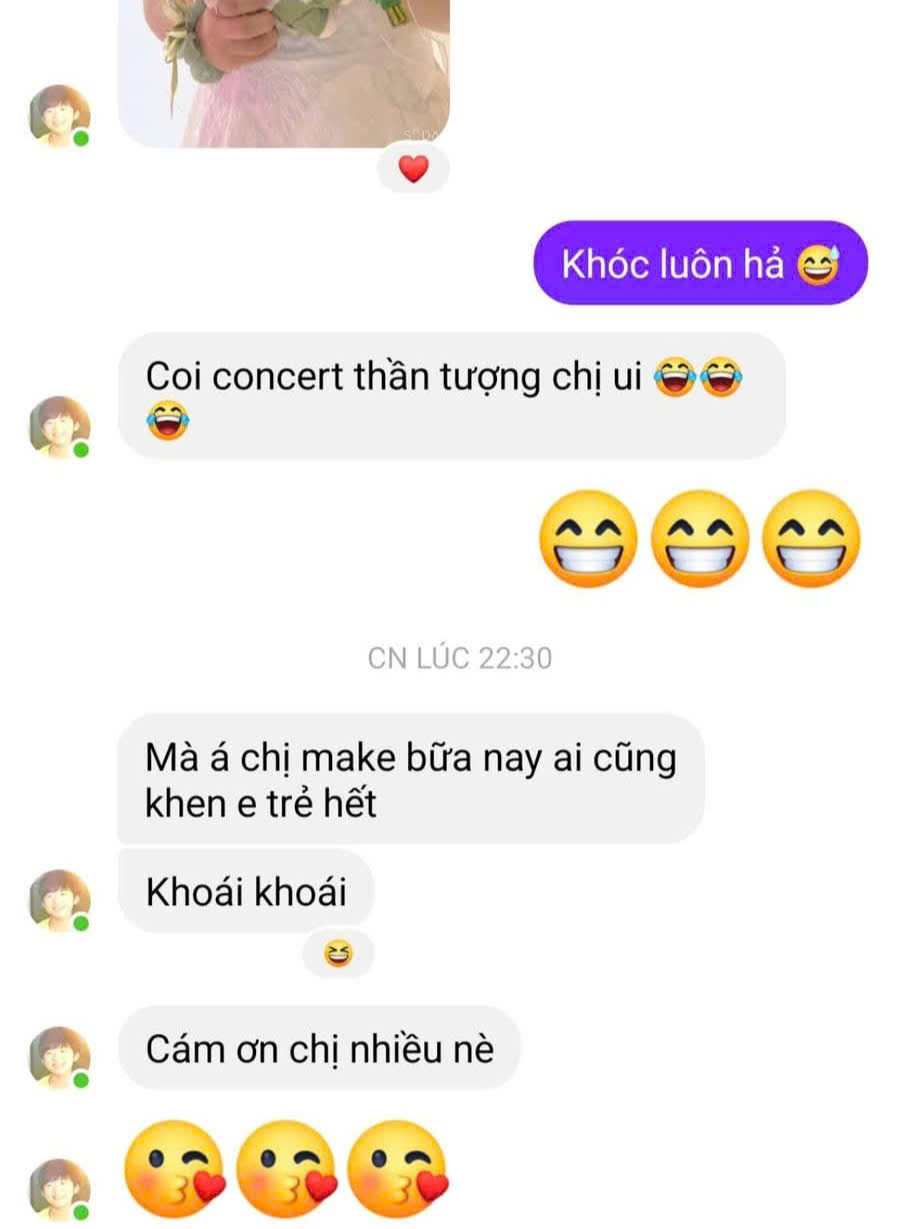 Khóc luôn hả 😅
Coi concert thần tượng chị ui 😂😂
😂
😁😁😁
CN LÚC 22:30
Mà á chị make bữa nay ai cũng
khen e trẻ hết
Khoái khoái
Cám ơn chị nhiều nè
😘😘😘